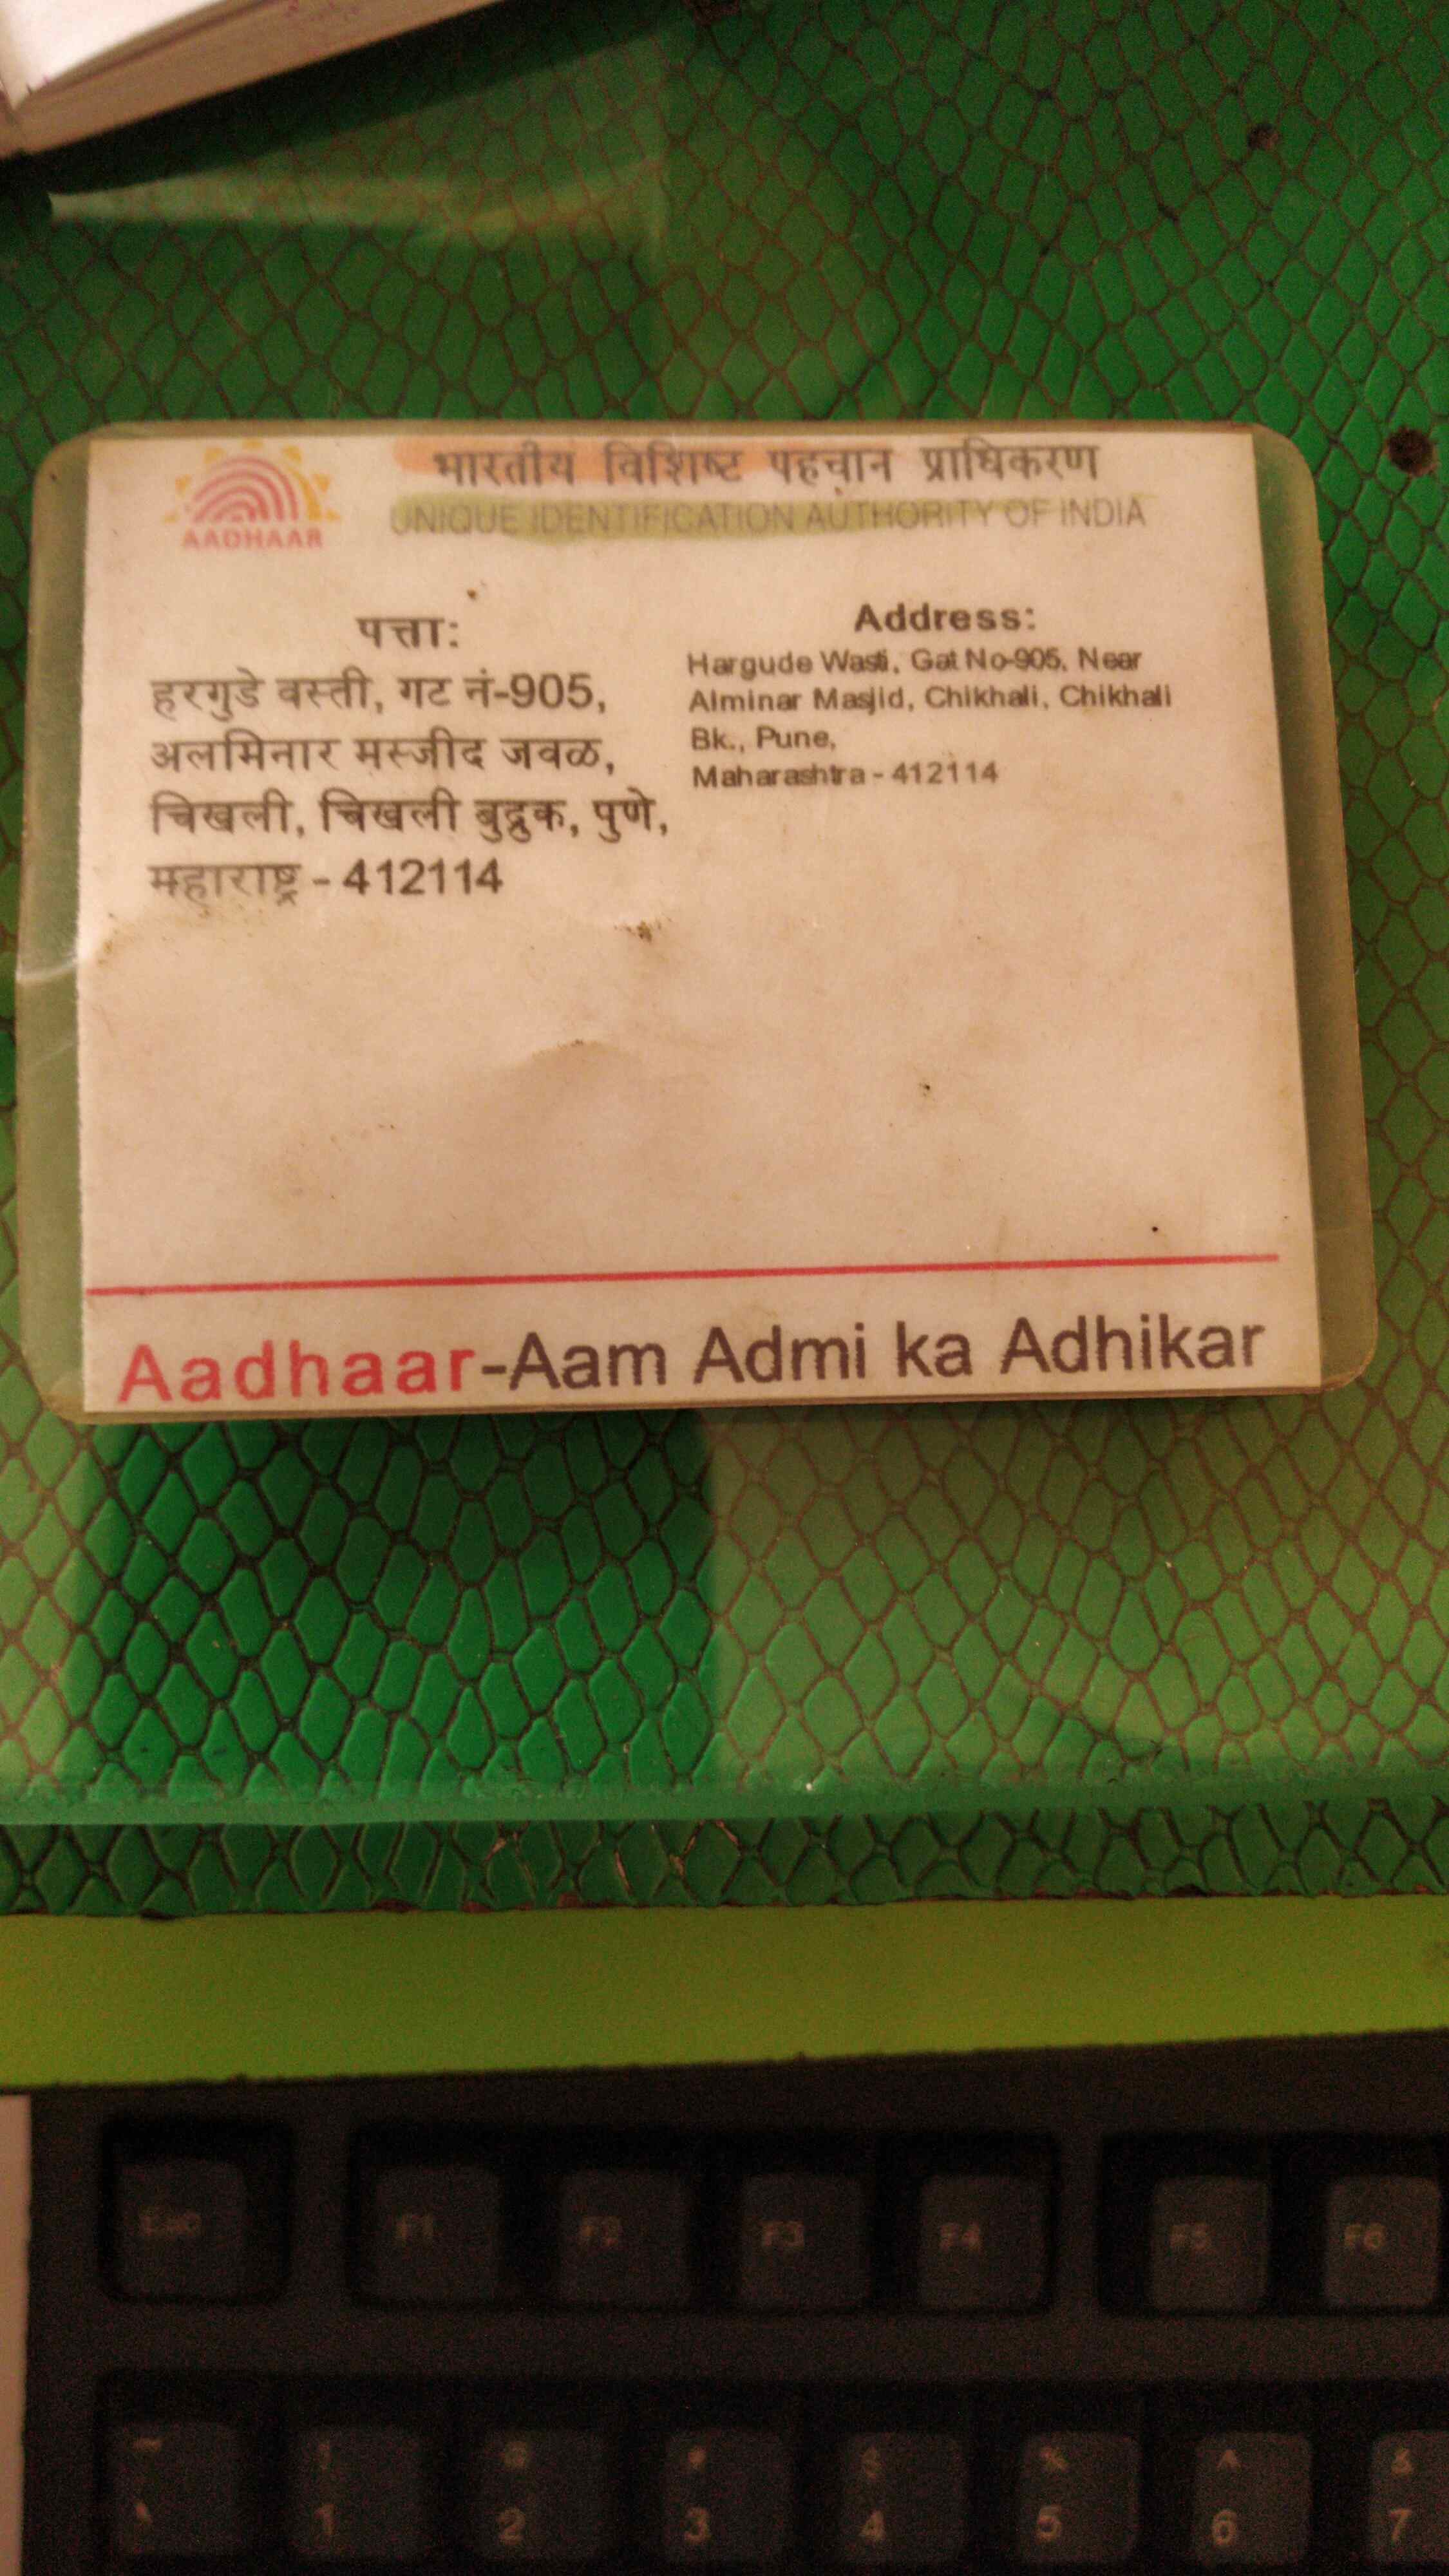 भारतीय विशिष्ट पहचान प्राधिकरण
AADHAAR
UNIQUE IDENTIFICATION AUTHORITY OF INDIA
पत्ता:
हरगुडे वस्ती, गट नं-905,
अलमिनार मस्जीद जवळ,
चिखली, चिखली बुद्रुक, पुणे,
महाराष्ट्र - 412114
Address:
Hargude Wasti, Gat No-905, Near
Alminar Masjid, Chikhali, Chikhali
Bk., Pune,
Maharashtra - 412114
Aadhaar-Aam Admi ka Adhikar
Esc F1 F2 F3 F4 F5 F6
~ ! @ # $ % ^ &
` 1 2 3 4 5 6 7